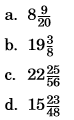 a. 8 9/20
b. 19 3/8
c. 22 25/56
d. 15 23/48